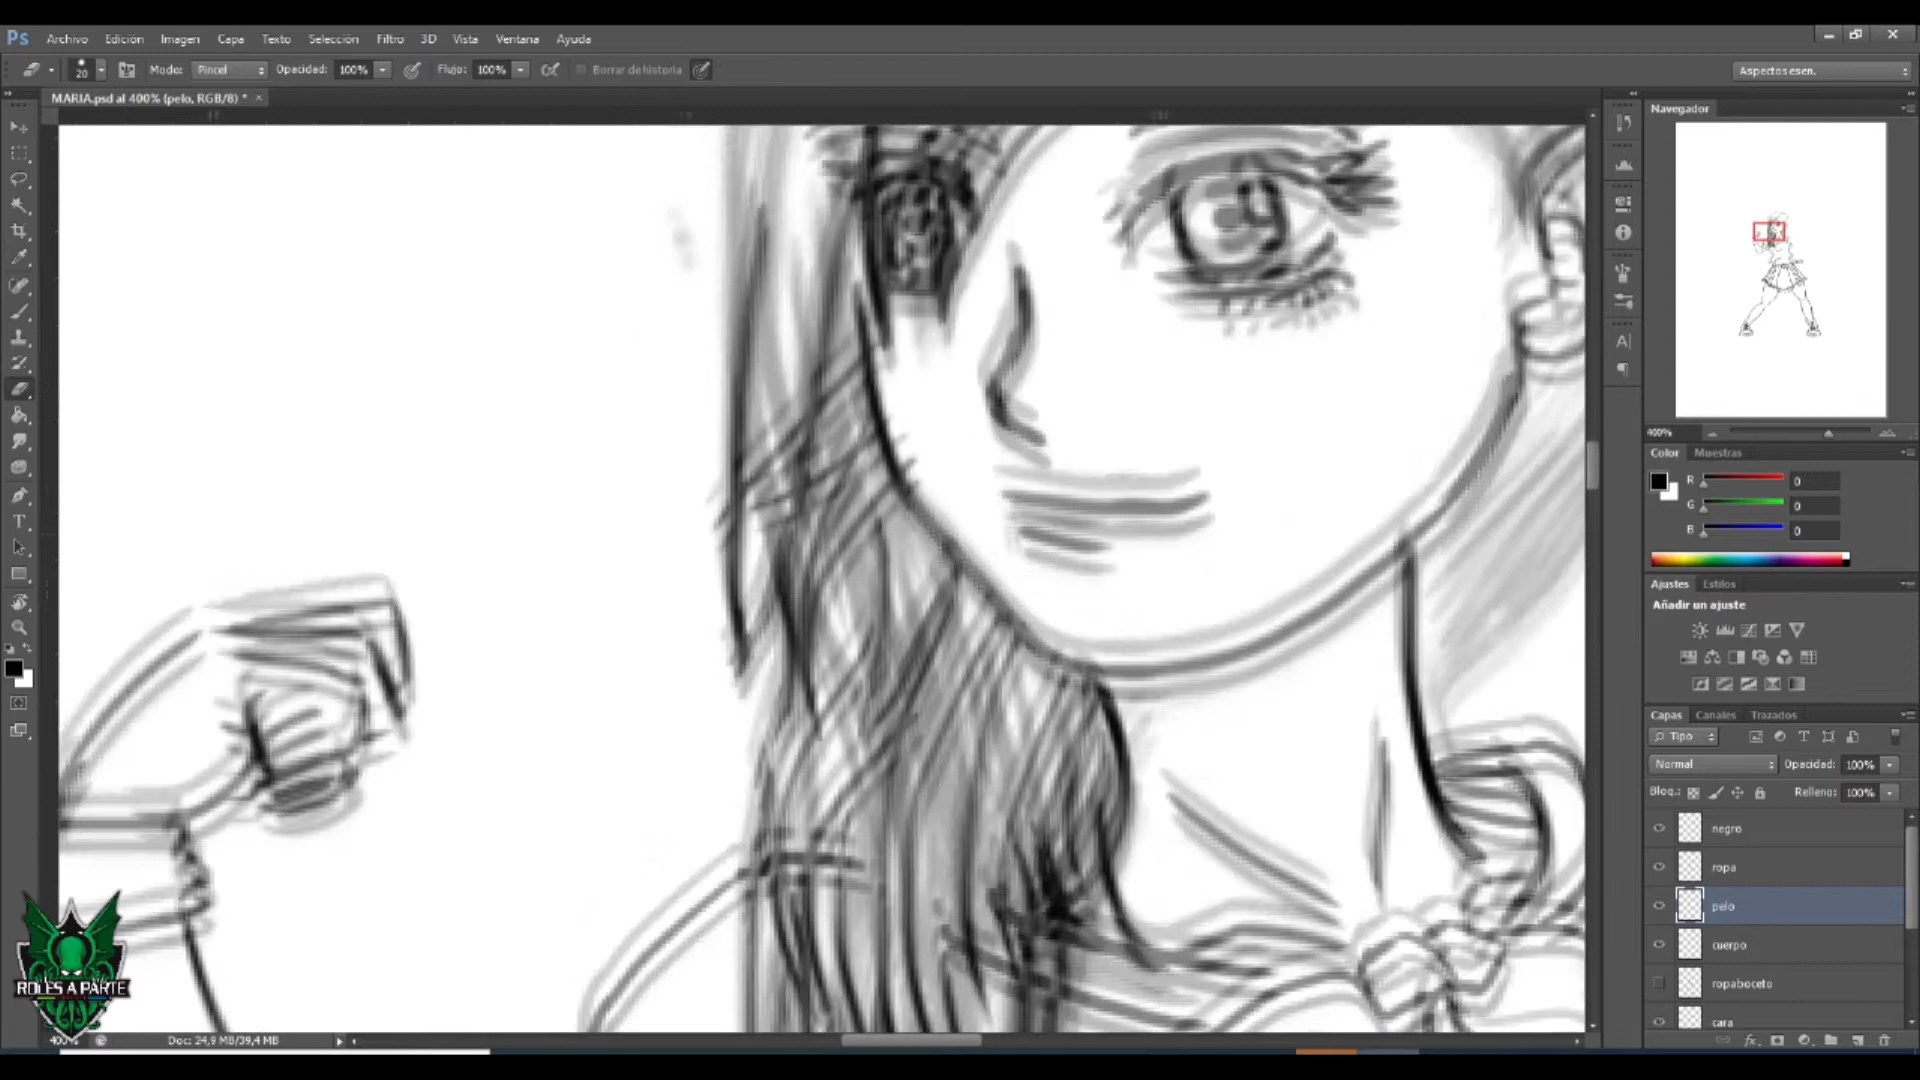 Ps Archivo Edición Imagen Capa Texto Selección Filtro 3D Vista Ventana Ayuda
20 Modo: Pincel Opacidad: 100% Flujo: 100% Borrar de historia Aspectos esen.
MARIA.psd al 400% (pelo, RGB/8) * ×
Navegador
400%
Color Muestras
R 0
G 0
B 0
Ajustes Estilos
Añadir un ajuste
Capas Canales Trazados
Tipo
Normal Opacidad: 100%
Bloq.: Relleno: 100%
negro
ropa
pelo
cuerpo
ropaboceto
cara
ROLES A PARTE
400% Doc: 24,9 MB/39,4 MB